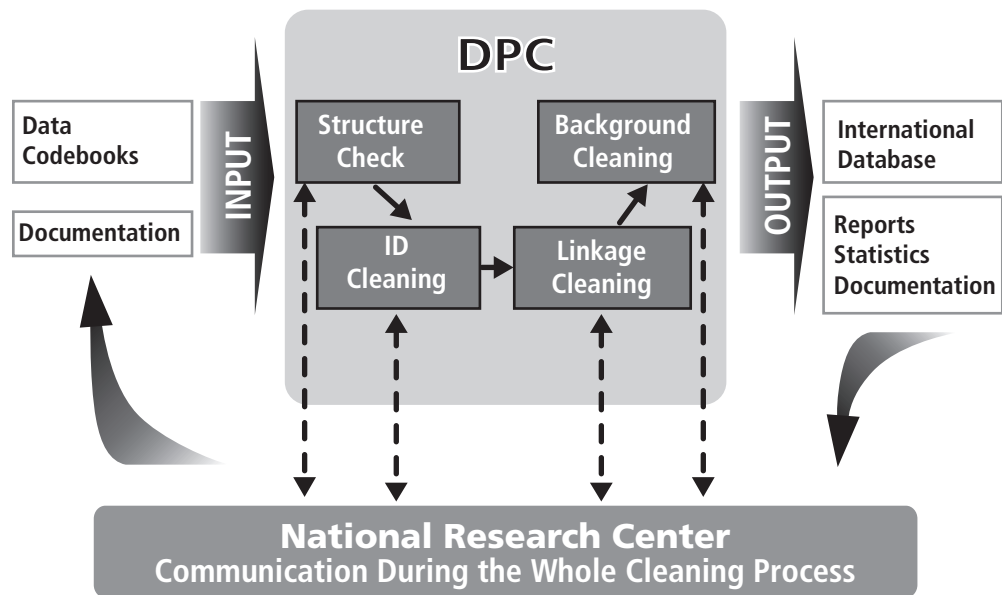 DPC
Data
Codebooks
Documentation
INPUT
Structure
Check
ID
Cleaning
Linkage
Cleaning
Background
Cleaning
OUTPUT
International
Database
Reports
Statistics
Documentation
National Research Center
Communication During the Whole Cleaning Process